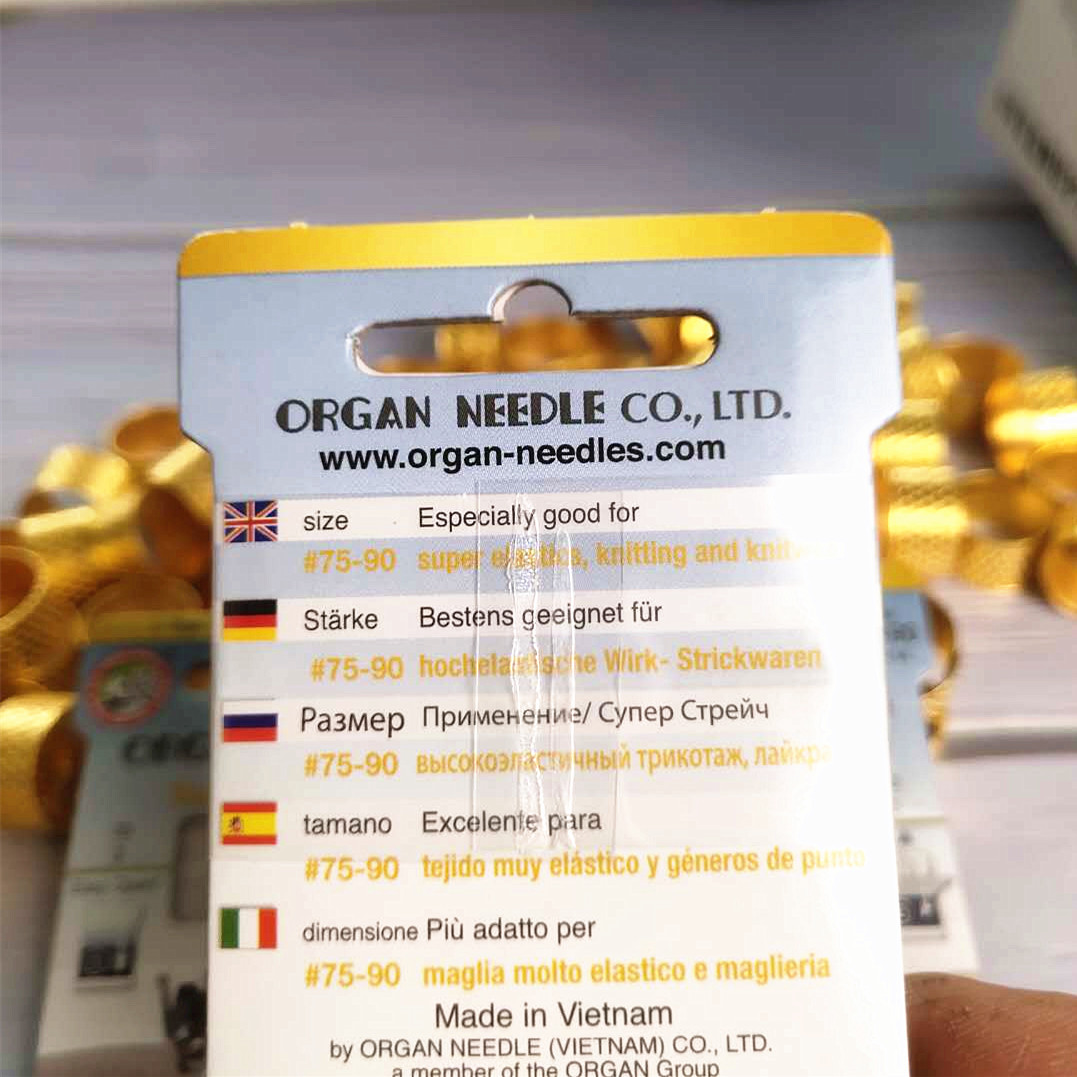 ORGAN NEEDLE CO., LTD.
www.organ-needles.com
size Especially good for
#75-90 super elastics, knitting and
Stärke Bestens geeignet für
#75-90 hochelastische Wirk- Strickwaren
Размер Применение/ Супер Стрейч
#75-90 высокоэластичный трикотаж, лайкра
tamano Excelente para
#75-90 tejido muy elástico y géneros de punto
dimensione Più adatto per
#75-90 maglia molto elastico e maglieria
Made in Vietnam
by ORGAN NEEDLE (VIETNAM) CO., LTD.
a member of the ORGAN Group